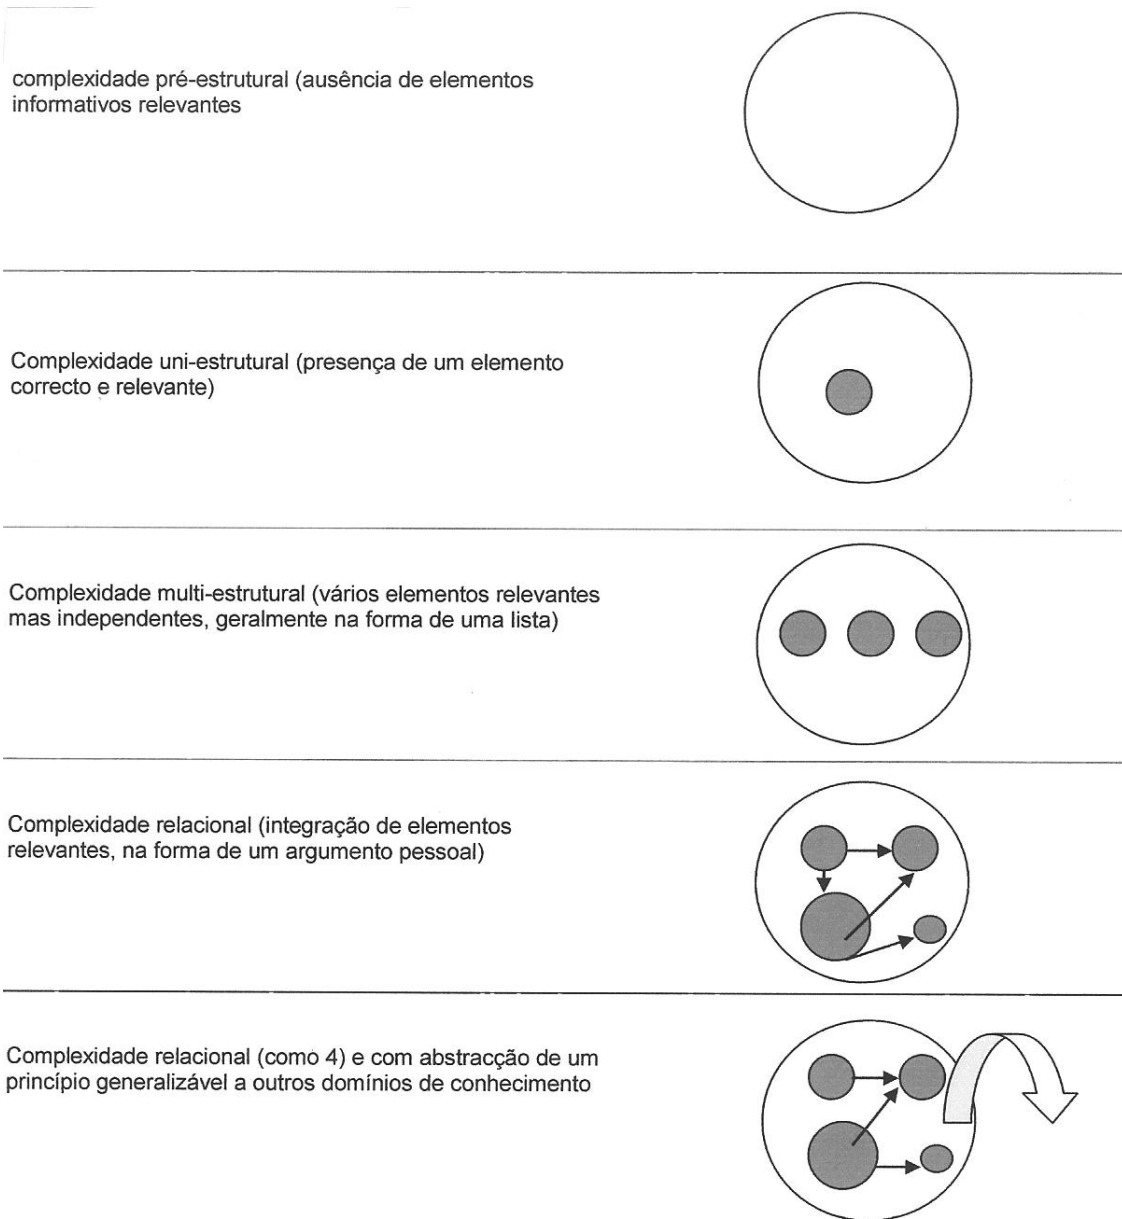 complexidade pré-estrutural (ausência de elementos
informativos relevantes
Complexidade uni-estrutural (presença de um elemento
correcto e relevante)
Complexidade multi-estrutural (vários elementos relevantes
mas independentes, geralmente na forma de uma lista)
Complexidade relacional (integração de elementos
relevantes, na forma de um argumento pessoal)
Complexidade relacional (como 4) e com abstracção de um
princípio generalizável a outros domínios de conhecimento